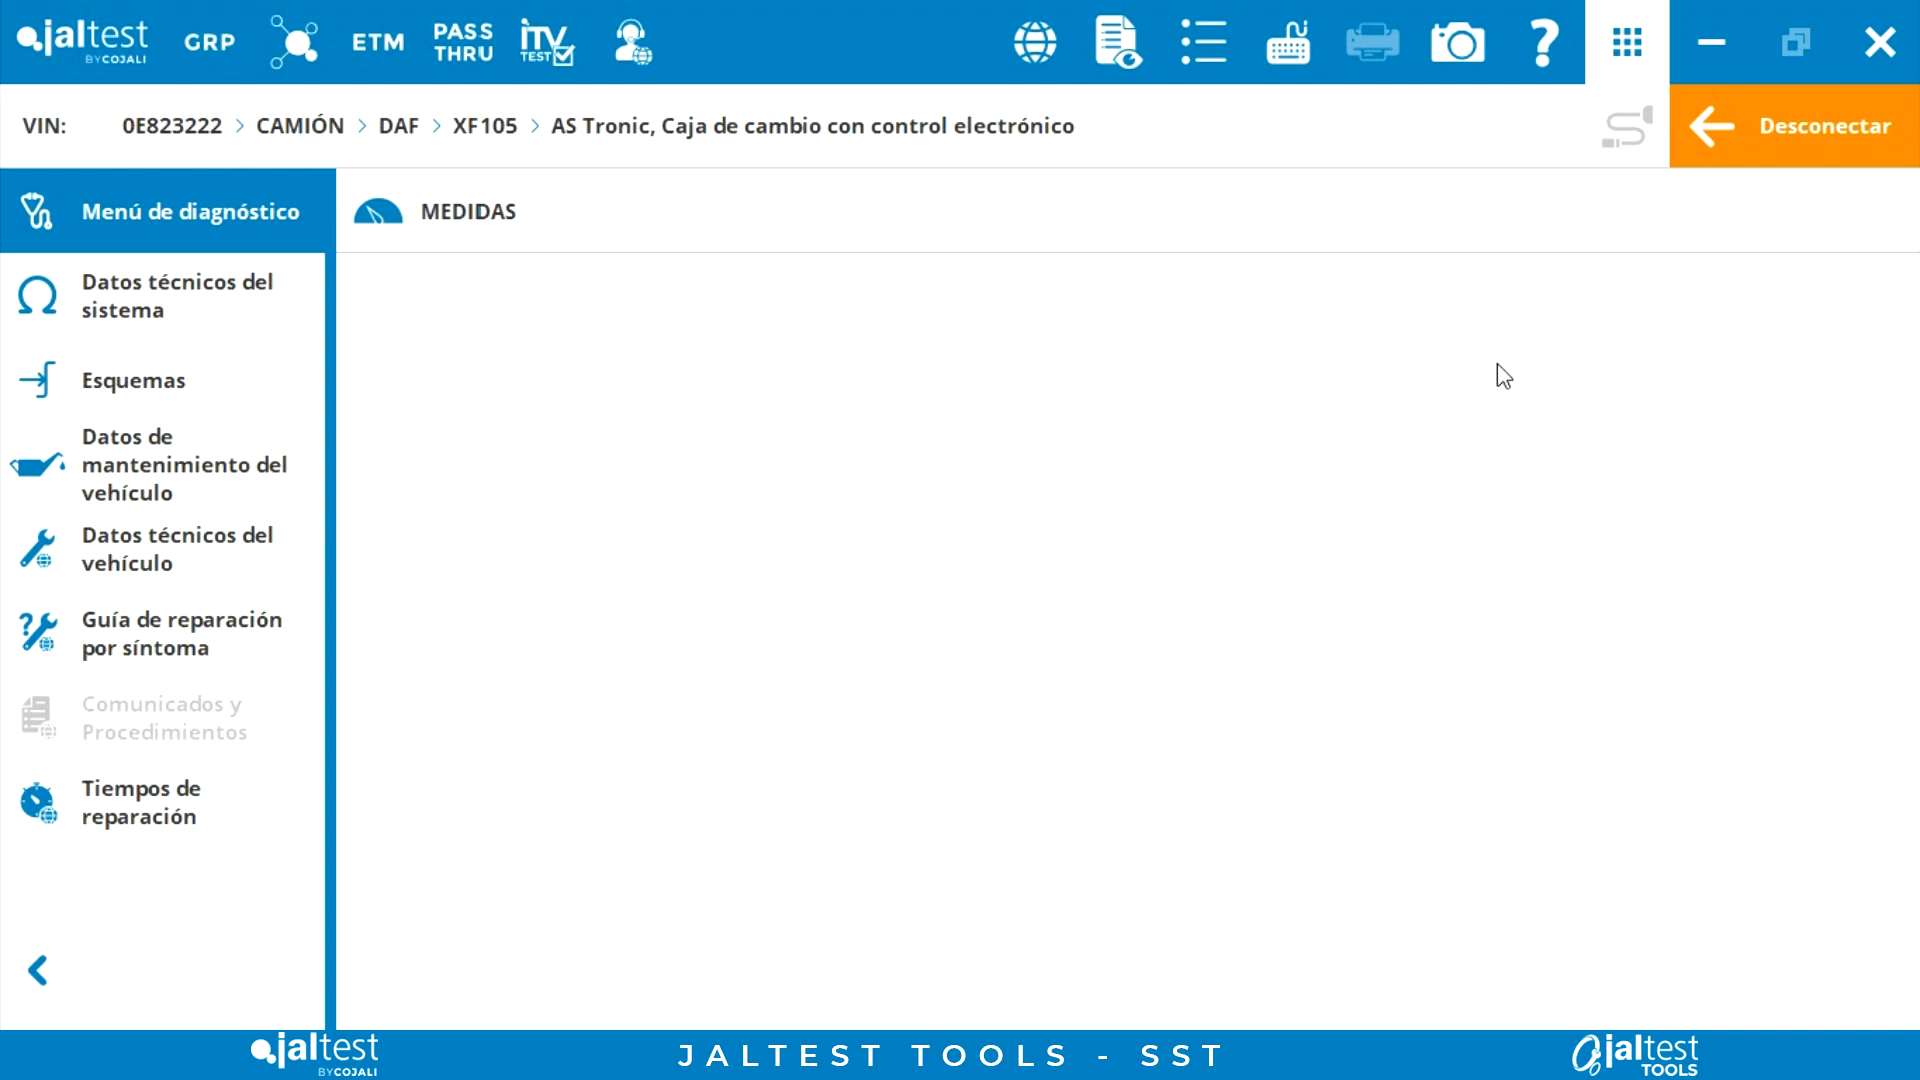 jaltest
BY COJALI
GRP
ETM
PASS
THRU
iTV
TEST
VIN:
0E823222 > CAMIÓN > DAF > XF105 > AS Tronic, Caja de cambio con control electrónico
Desconectar
Menú de diagnóstico
MEDIDAS
Datos técnicos del
sistema
Esquemas
Datos de
mantenimiento del
vehículo
Datos técnicos del
vehículo
Guía de reparación
por síntoma
Comunicados y
Procedimientos
Tiempos de
reparación
jaltest
BY COJALI
JALTEST TOOLS - SST
jaltest
TOOLS